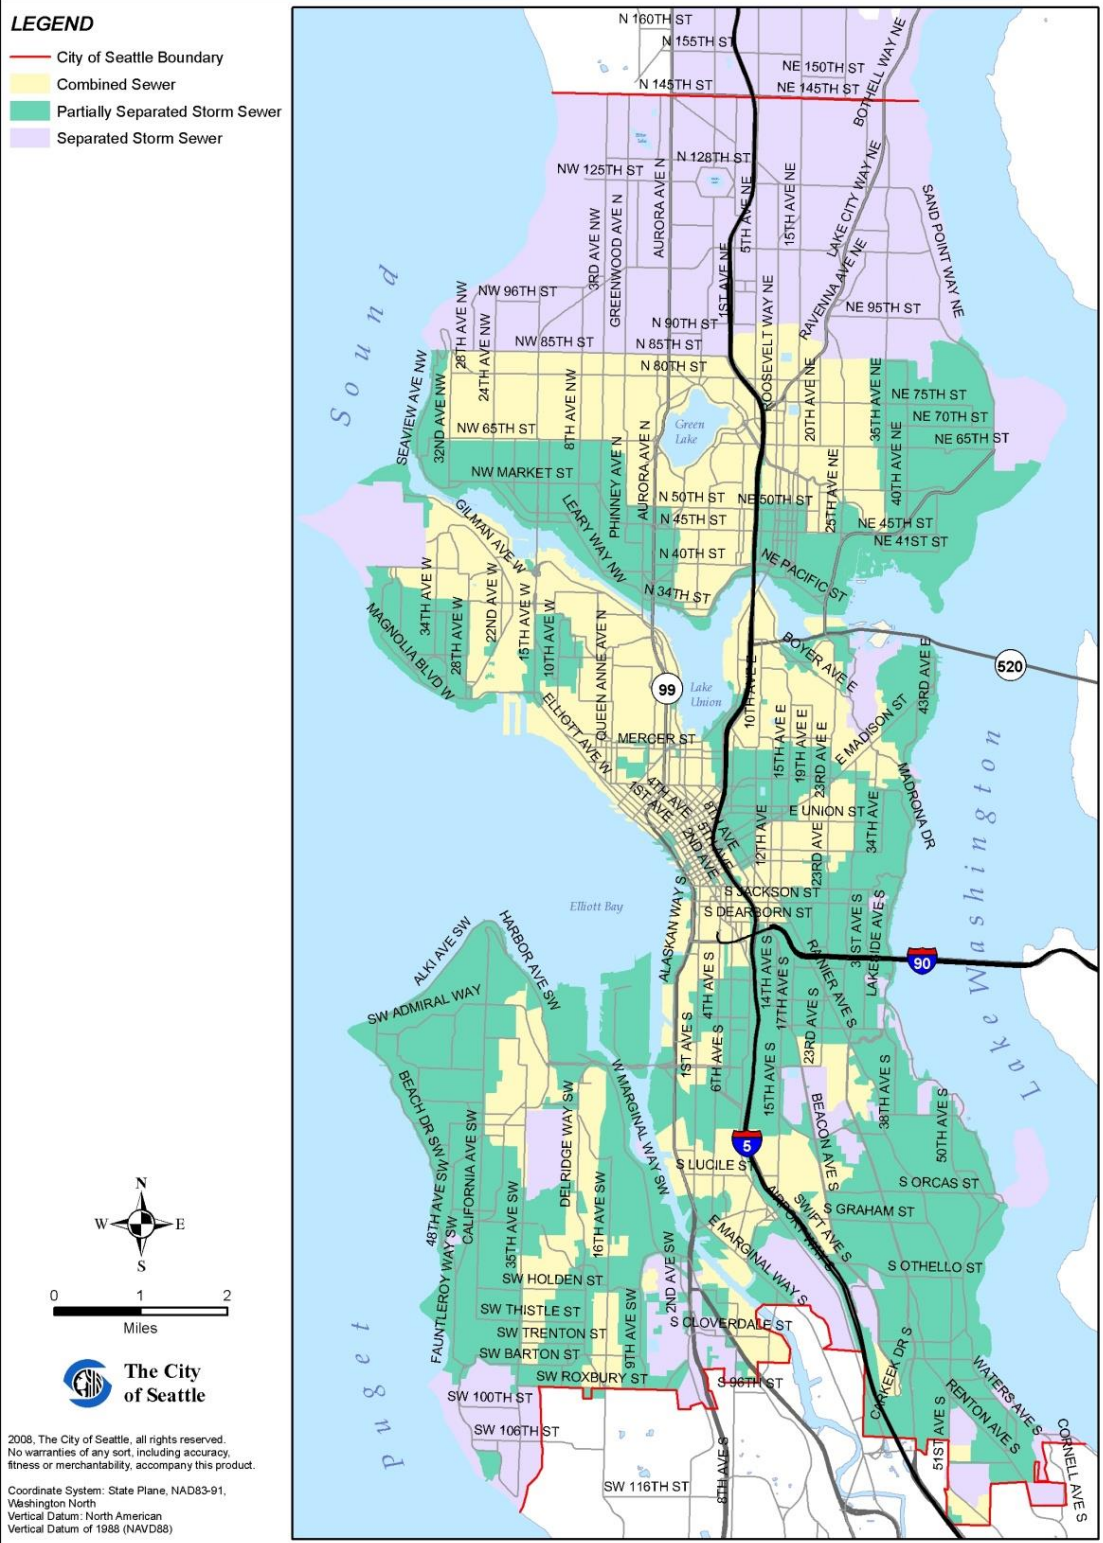 LEGEND
City of Seattle Boundary
Combined Sewer
Partially Separated Storm Sewer
Separated Storm Sewer
N 160TH ST
N 155TH ST
NE 150TH ST
N 145TH ST
NE 145TH ST
BOTHELL WAY NE
N 128TH ST
NW 125TH ST
3RD AVE NW
GREENWOOD AVE N
AURORA AVE N
5TH AVE NE
15TH AVE NE
LAKE CITY WAY NE
SAND POINT WAY NE
1ST AVE NE
RAVENNA AVE NE
ROOSEVELT WAY NE
NW 96TH ST
NE 95TH ST
28TH AVE NW
24TH AVE NW
N 90TH ST
NW 85TH ST
N 85TH ST
N 80TH ST
SEAVIEW AVE NW
32ND AVE NW
8TH AVE NW
20TH AVE NE
35TH AVE NE
NE 75TH ST
NE 70TH ST
NW 65TH ST
NE 65TH ST
Green
Lake
PHINNEY AVE N
AURORA AVE N
40TH AVE NE
25TH AVE NE
NW MARKET ST
N 50TH ST
NE 50TH ST
GILMAN AVE W
LEARY WAY NW
N 45TH ST
NE 45TH ST
NE 41ST ST
N 40TH ST
NE PACIFIC ST
N 34TH ST
34TH AVE W
28TH AVE W
22ND AVE W
15TH AVE W
10TH AVE W
QUEEN ANNE AVE N
MAGNOLIA BLVD W
BOYER AVE E
43RD AVE E
520
99
Lake
Union
10TH AVE E
ELLIOTT AVE W
15TH AVE E
19TH AVE E
23RD AVE E
E MADISON ST
MERCER ST
MADRONA DR
4TH AVE
1ST AVE
8TH AVE
5TH AVE
2ND AVE
E UNION ST
12TH AVE
23RD AVE
34TH AVE
S JACKSON ST
S DEARBORN ST
Elliott Bay
ALASKAN WAY S
31ST AVE S
LAKESIDE AVE S
RAINIER AVE S
90
14TH AVE S
17TH AVE S
23RD AVE S
4TH AVE S
1ST AVE S
6TH AVE S
15TH AVE S
38TH AVE S
50TH AVE S
ALKI AVE SW
HARBOR AVE SW
SW ADMIRAL WAY
BEACH DR SW
W MARGINAL WAY SW
DELRIDGE WAY SW
CALIFORNIA AVE SW
48TH AVE SW
FAUNTLEROY WAY SW
35TH AVE SW
16TH AVE SW
BEACON AVE S
5
S LUCILE ST
S ORCAS ST
S GRAHAM ST
AIRPORT WAY S
SWIFT AVE S
E MARGINAL WAY S
2ND AVE SW
S OTHELLO ST
SW HOLDEN ST
SW THISTLE ST
SW TRENTON ST
SW BARTON ST
9TH AVE SW
S CLOVERDALE ST
SW ROXBURY ST
S 96TH ST
CARKEEK DR S
WATERS AVE S
RENTON AVE S
51ST AVE S
CORNELL AVE S
SW 100TH ST
SW 106TH ST
SW 116TH ST
8TH AVE S
Puget Sound
Lake Washington
N
W E
S
0 1 2
Miles
The City
of Seattle
2008, The City of Seattle, all rights reserved.
No warranties of any sort, including accuracy,
fitness or merchantability, accompany this product.
Coordinate System: State Plane, NAD83-91,
Washington North
Vertical Datum: North American
Vertical Datum of 1988 (NAVD88)